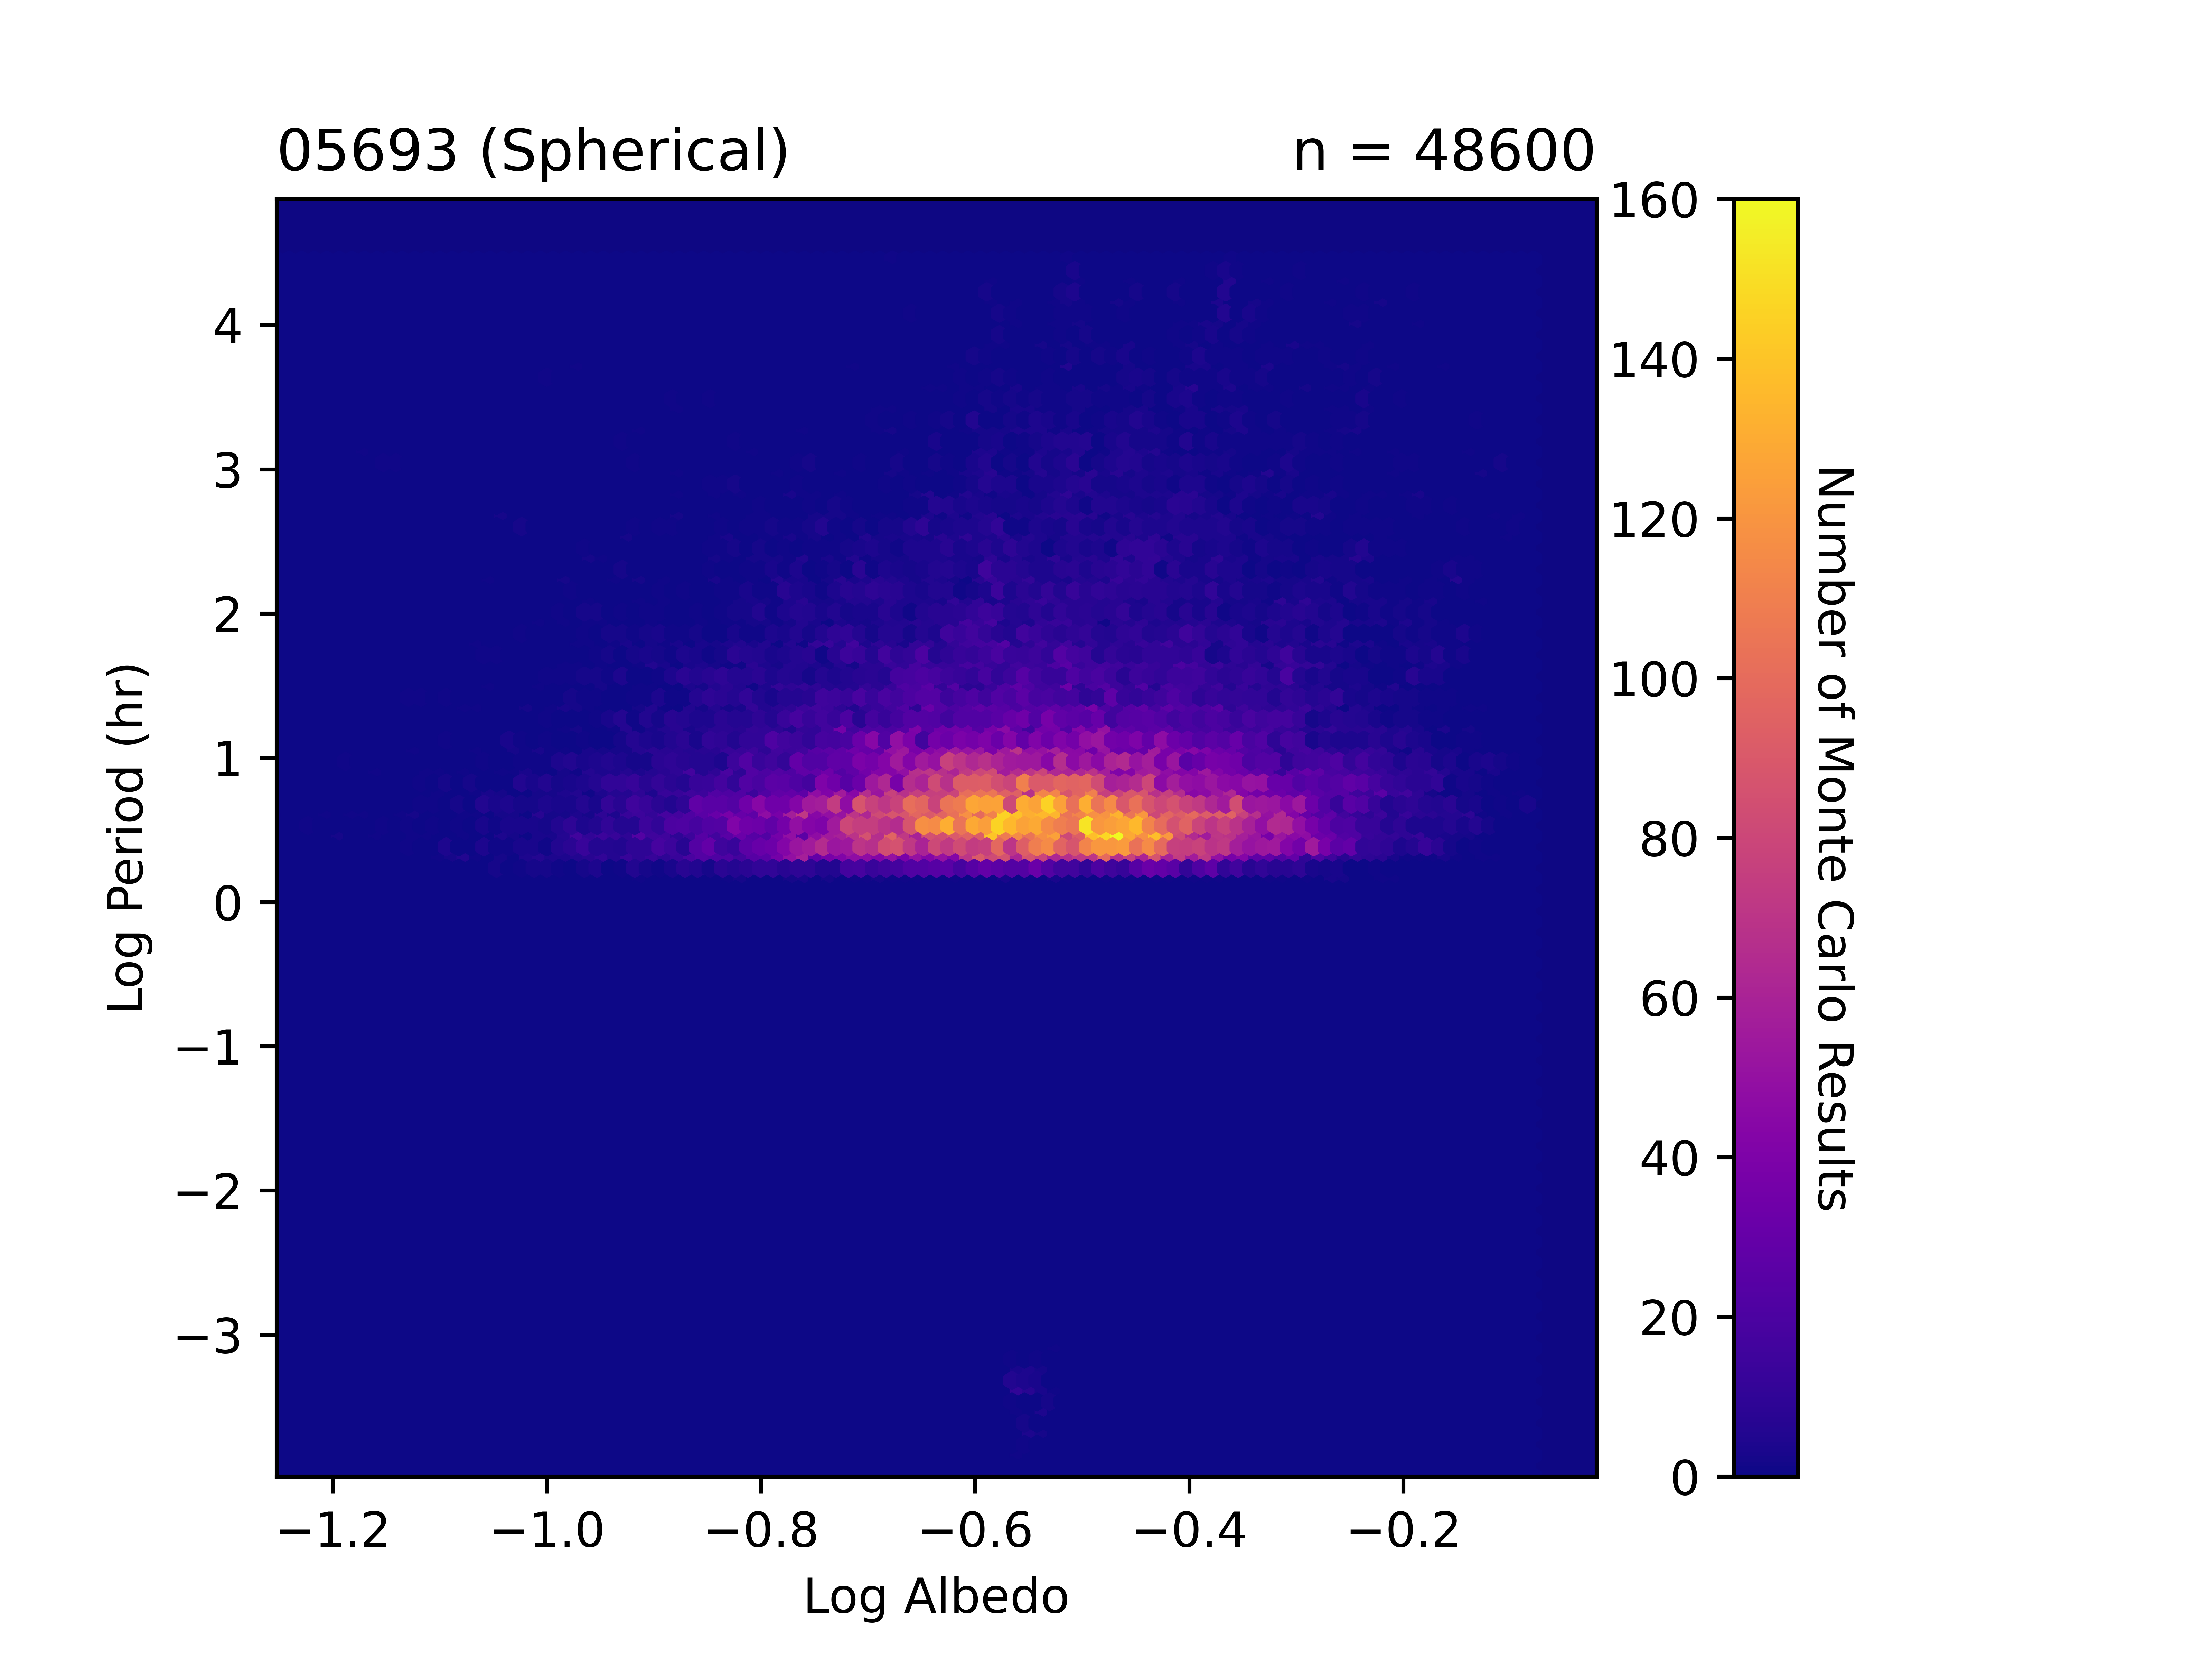 05693 (Spherical)
n = 48600
160
140
120
100
80
60
40
20
0
Number of Monte Carlo Results
4
3
2
1
0
−1
−2
−3
Log Period (hr)
−1.2 −1.0 −0.8 −0.6 −0.4 −0.2
Log Albedo